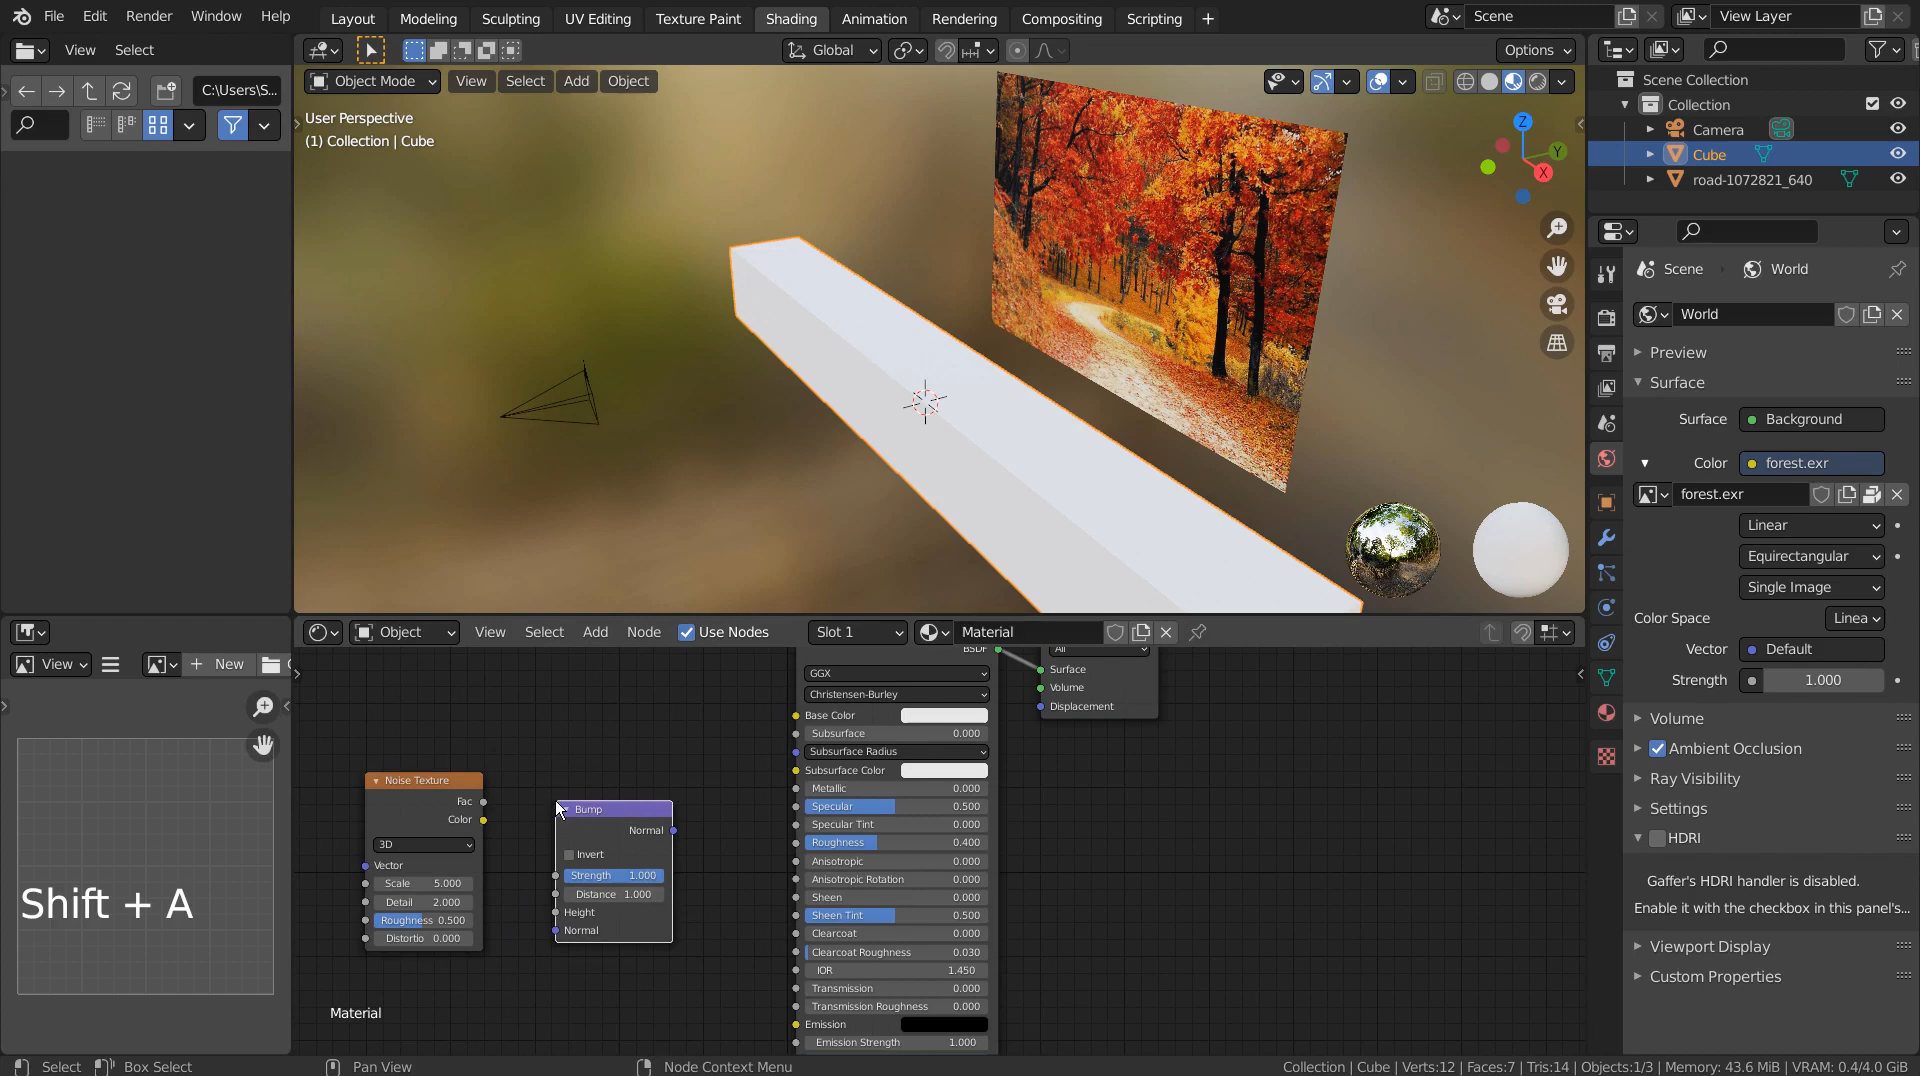 File Edit Render Window Help
Layout Modeling Sculpting UV Editing Texture Paint Shading Animation Rendering Compositing Scripting +
Scene
View Layer
View Select
Global
Options
Object Mode View Select Add Object
C:\Users\S...
User Perspective
(1) Collection | Cube
Z
Y
X
Scene Collection
Collection
Camera
Cube
road-1072821_640
Scene World
World
Preview
Surface
Surface Background
Color forest.exr
forest.exr
Linear
Equirectangular
Single Image
Color Space Linea
Vector Default
Strength 1.000
Volume
Ambient Occlusion
Ray Visibility
Settings
HDRI
Gaffer's HDRI handler is disabled.
Enable it with the checkbox in this panel's...
Viewport Display
Custom Properties
Object View Select Add Node Use Nodes Slot 1 Material
View New
Shift + A
Noise Texture
Fac
Color
3D
Vector
Scale 5.000
Detail 2.000
Roughness 0.500
Distortio 0.000
Bump
Normal
Invert
Strength 1.000
Distance 1.000
Height
Normal
BSDF
GGX
Christensen-Burley
Base Color
Subsurface 0.000
Subsurface Radius
Subsurface Color
Metallic 0.000
Specular 0.500
Specular Tint 0.000
Roughness 0.400
Anisotropic 0.000
Anisotropic Rotation 0.000
Sheen 0.000
Sheen Tint 0.500
Clearcoat 0.000
Clearcoat Roughness 0.030
IOR 1.450
Transmission 0.000
Transmission Roughness 0.000
Emission
Emission Strength 1.000
All
Surface
Volume
Displacement
Material
Select Box Select Pan View Node Context Menu
Collection | Cube | Verts:12 | Faces:7 | Tris:14 | Objects:1/3 | Memory: 43.6 MiB | VRAM: 0.4/4.0 GiB